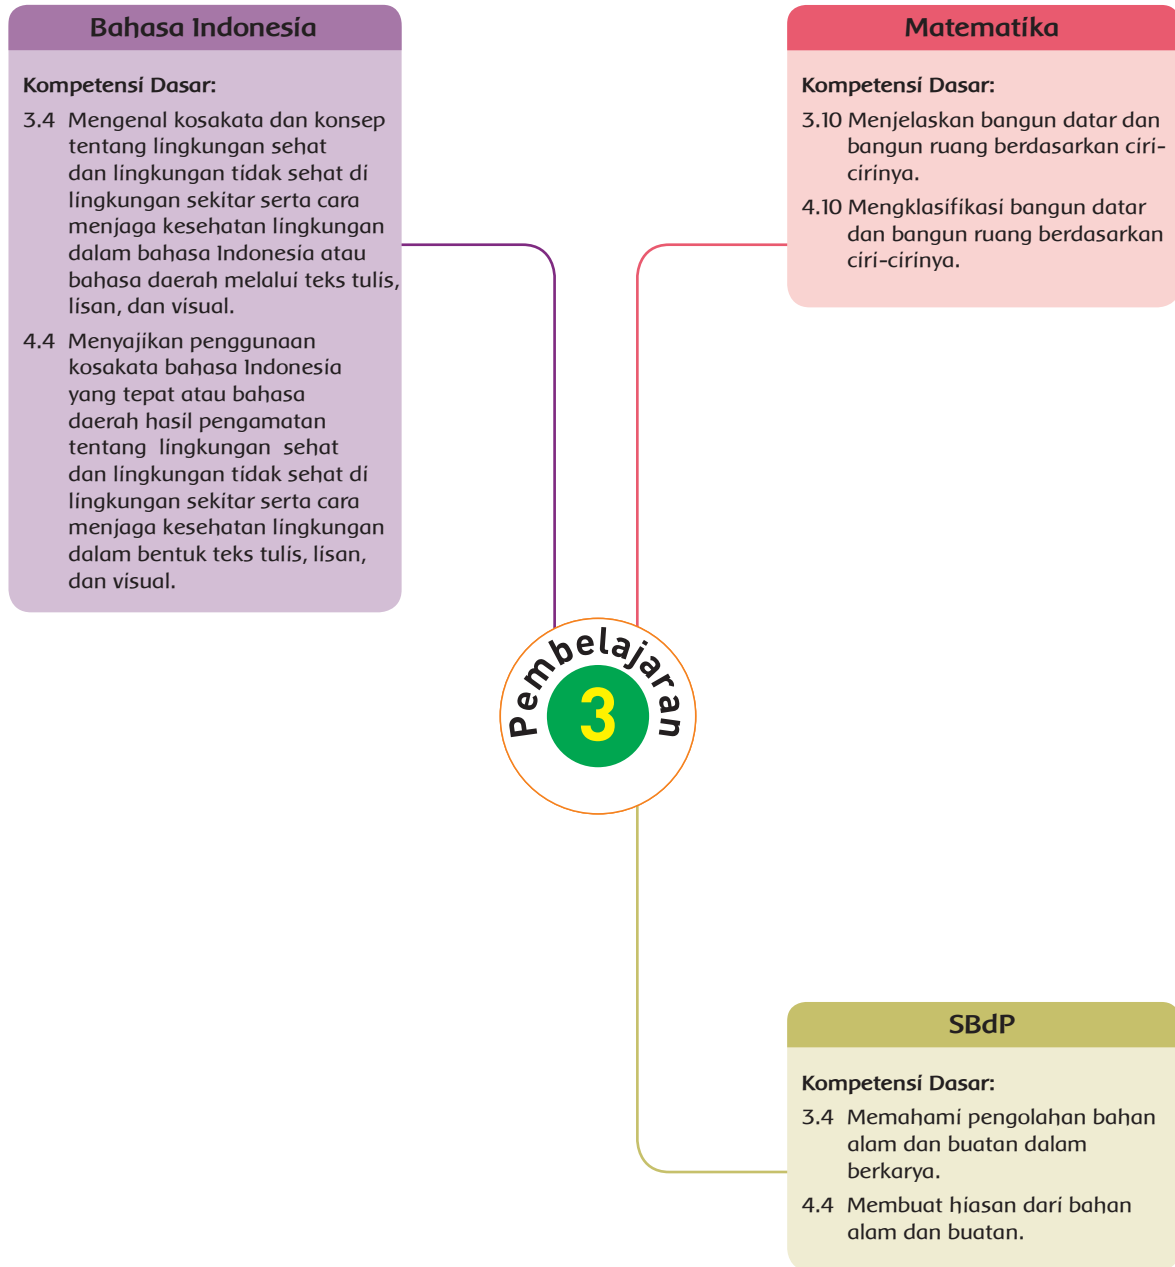 Bahasa Indonesia
Kompetensi Dasar:
3.4 Mengenal kosakata dan konsep
tentang lingkungan sehat
dan lingkungan tidak sehat di
lingkungan sekitar serta cara
menjaga kesehatan lingkungan
dalam bahasa Indonesia atau
bahasa daerah melalui teks tulis,
lisan, dan visual.
4.4 Menyajikan penggunaan
kosakata bahasa Indonesia
yang tepat atau bahasa
daerah hasil pengamatan
tentang lingkungan sehat
dan lingkungan tidak sehat di
lingkungan sekitar serta cara
menjaga kesehatan lingkungan
dalam bentuk teks tulis, lisan,
dan visual.
Matematika
Kompetensi Dasar:
3.10 Menjelaskan bangun datar dan
bangun ruang berdasarkan ciri-
cirinya.
4.10 Mengklasifikasi bangun datar
dan bangun ruang berdasarkan
ciri-cirinya.
Pembelajaran
3
SBdP
Kompetensi Dasar:
3.4 Memahami pengolahan bahan
alam dan buatan dalam
berkarya.
4.4 Membuat hiasan dari bahan
alam dan buatan.